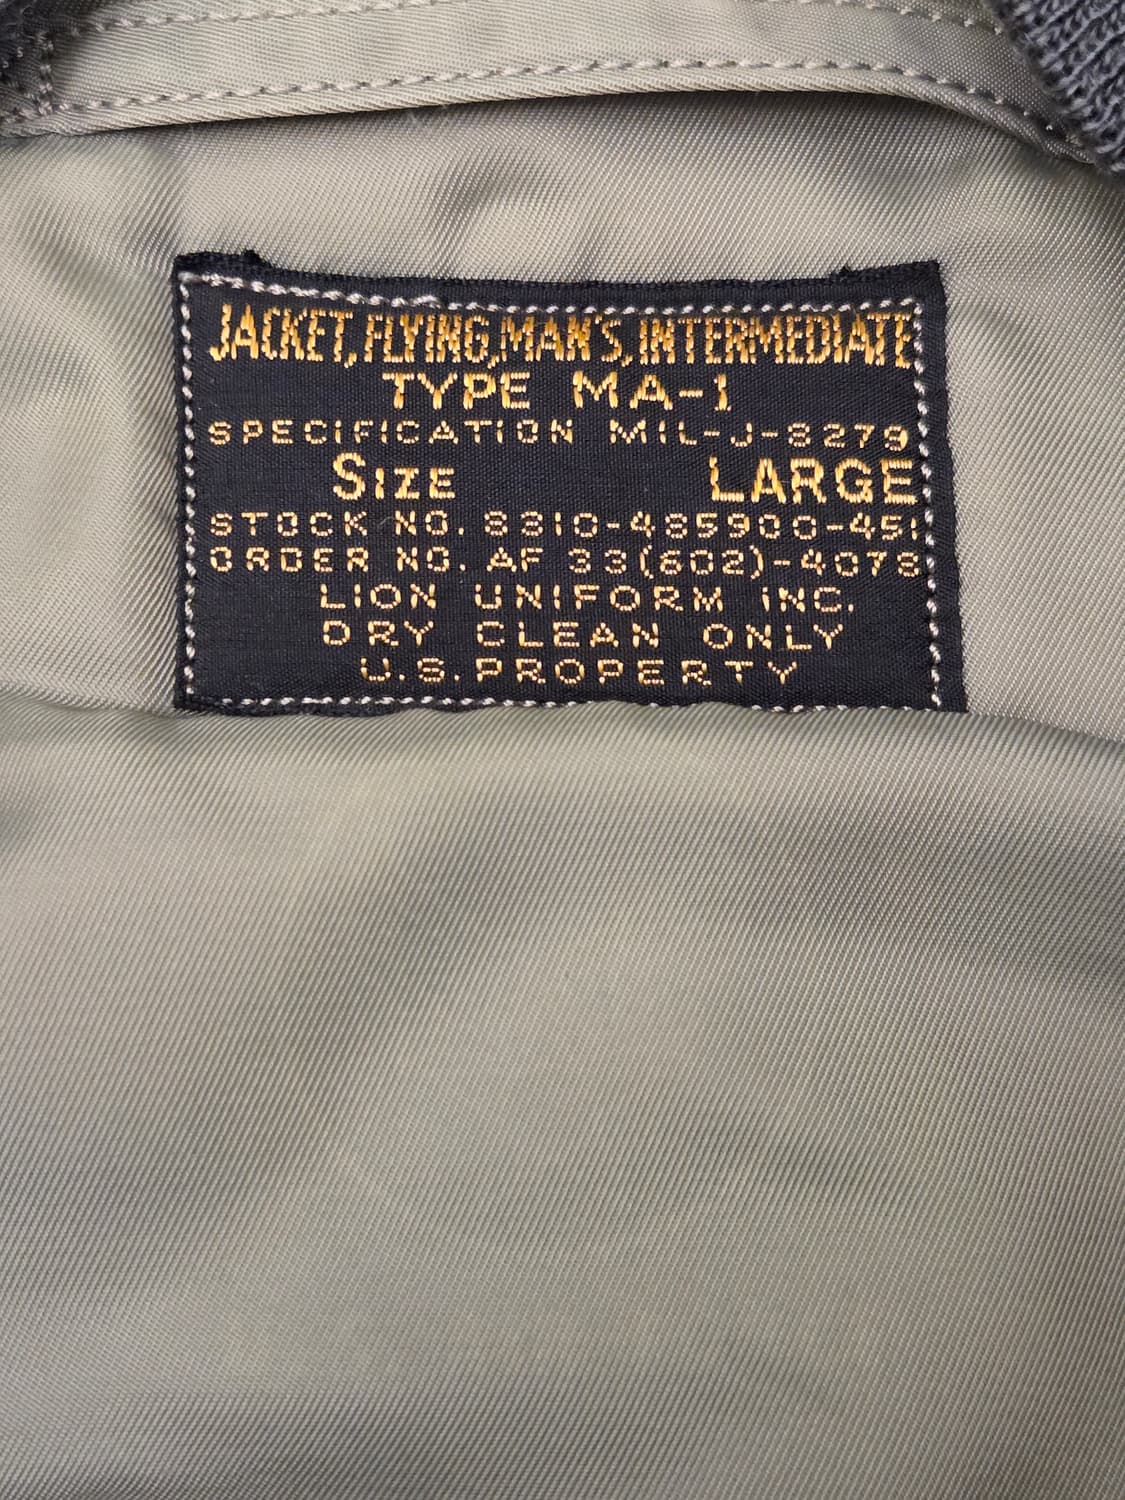 JACKET, FLYING, MAN'S, INTERMEDIATE
TYPE MA-1
SPECIFICATION MIL-J-8279
SIZE LARGE
STOCK NO. 8310-485900-451
ORDER NO. AF 33(602)-4078
LION UNIFORM INC.
DRY CLEAN ONLY
U.S. PROPERTY